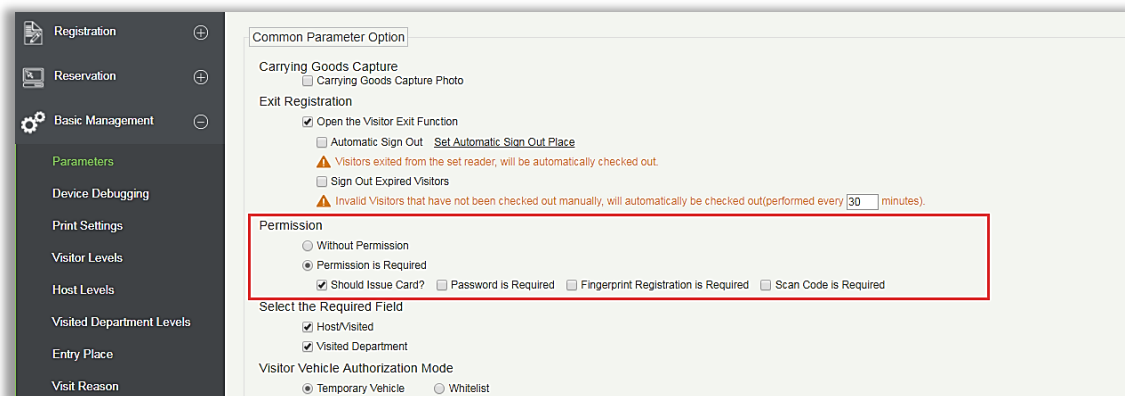 Registration
Reservation
Basic Management
Parameters
Device Debugging
Print Settings
Visitor Levels
Host Levels
Visited Department Levels
Entry Place
Visit Reason
Common Parameter Option
Carrying Goods Capture
Carrying Goods Capture Photo
Exit Registration
Open the Visitor Exit Function
Automatic Sign Out Set Automatic Sign Out Place
Visitors exited from the set reader, will be automatically checked out.
Sign Out Expired Visitors
Invalid Visitors that have not been checked out manually, will automatically be checked out(performed every 30 minutes).
Permission
Without Permission
Permission is Required
Should Issue Card? Password is Required Fingerprint Registration is Required Scan Code is Required
Select the Required Field
Host/Visited
Visited Department
Visitor Vehicle Authorization Mode
Temporary Vehicle Whitelist